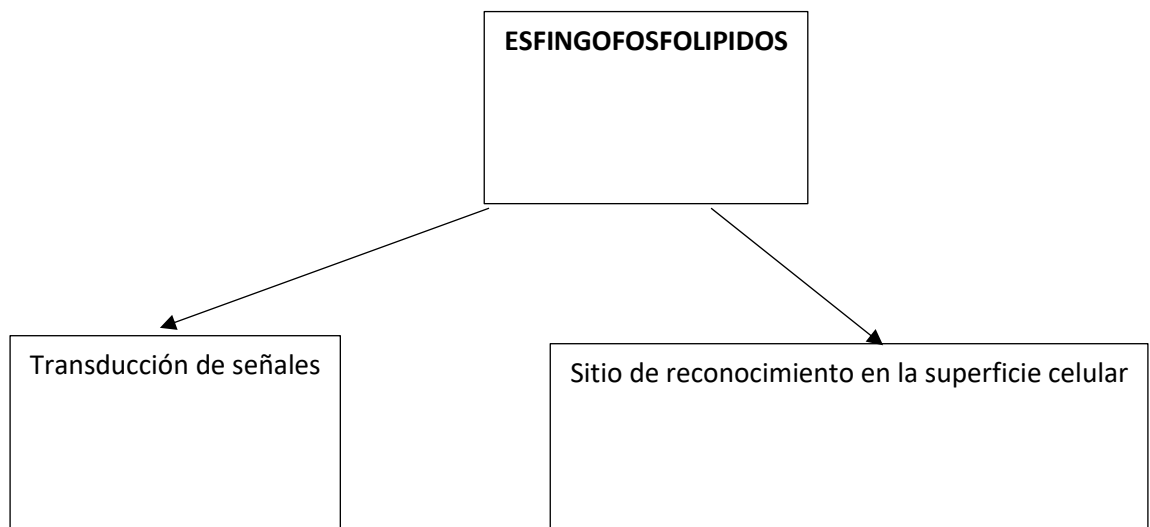 ESFINGOFOSFOLIPIDOS
Transducción de señales
Sitio de reconocimiento en la superficie celular